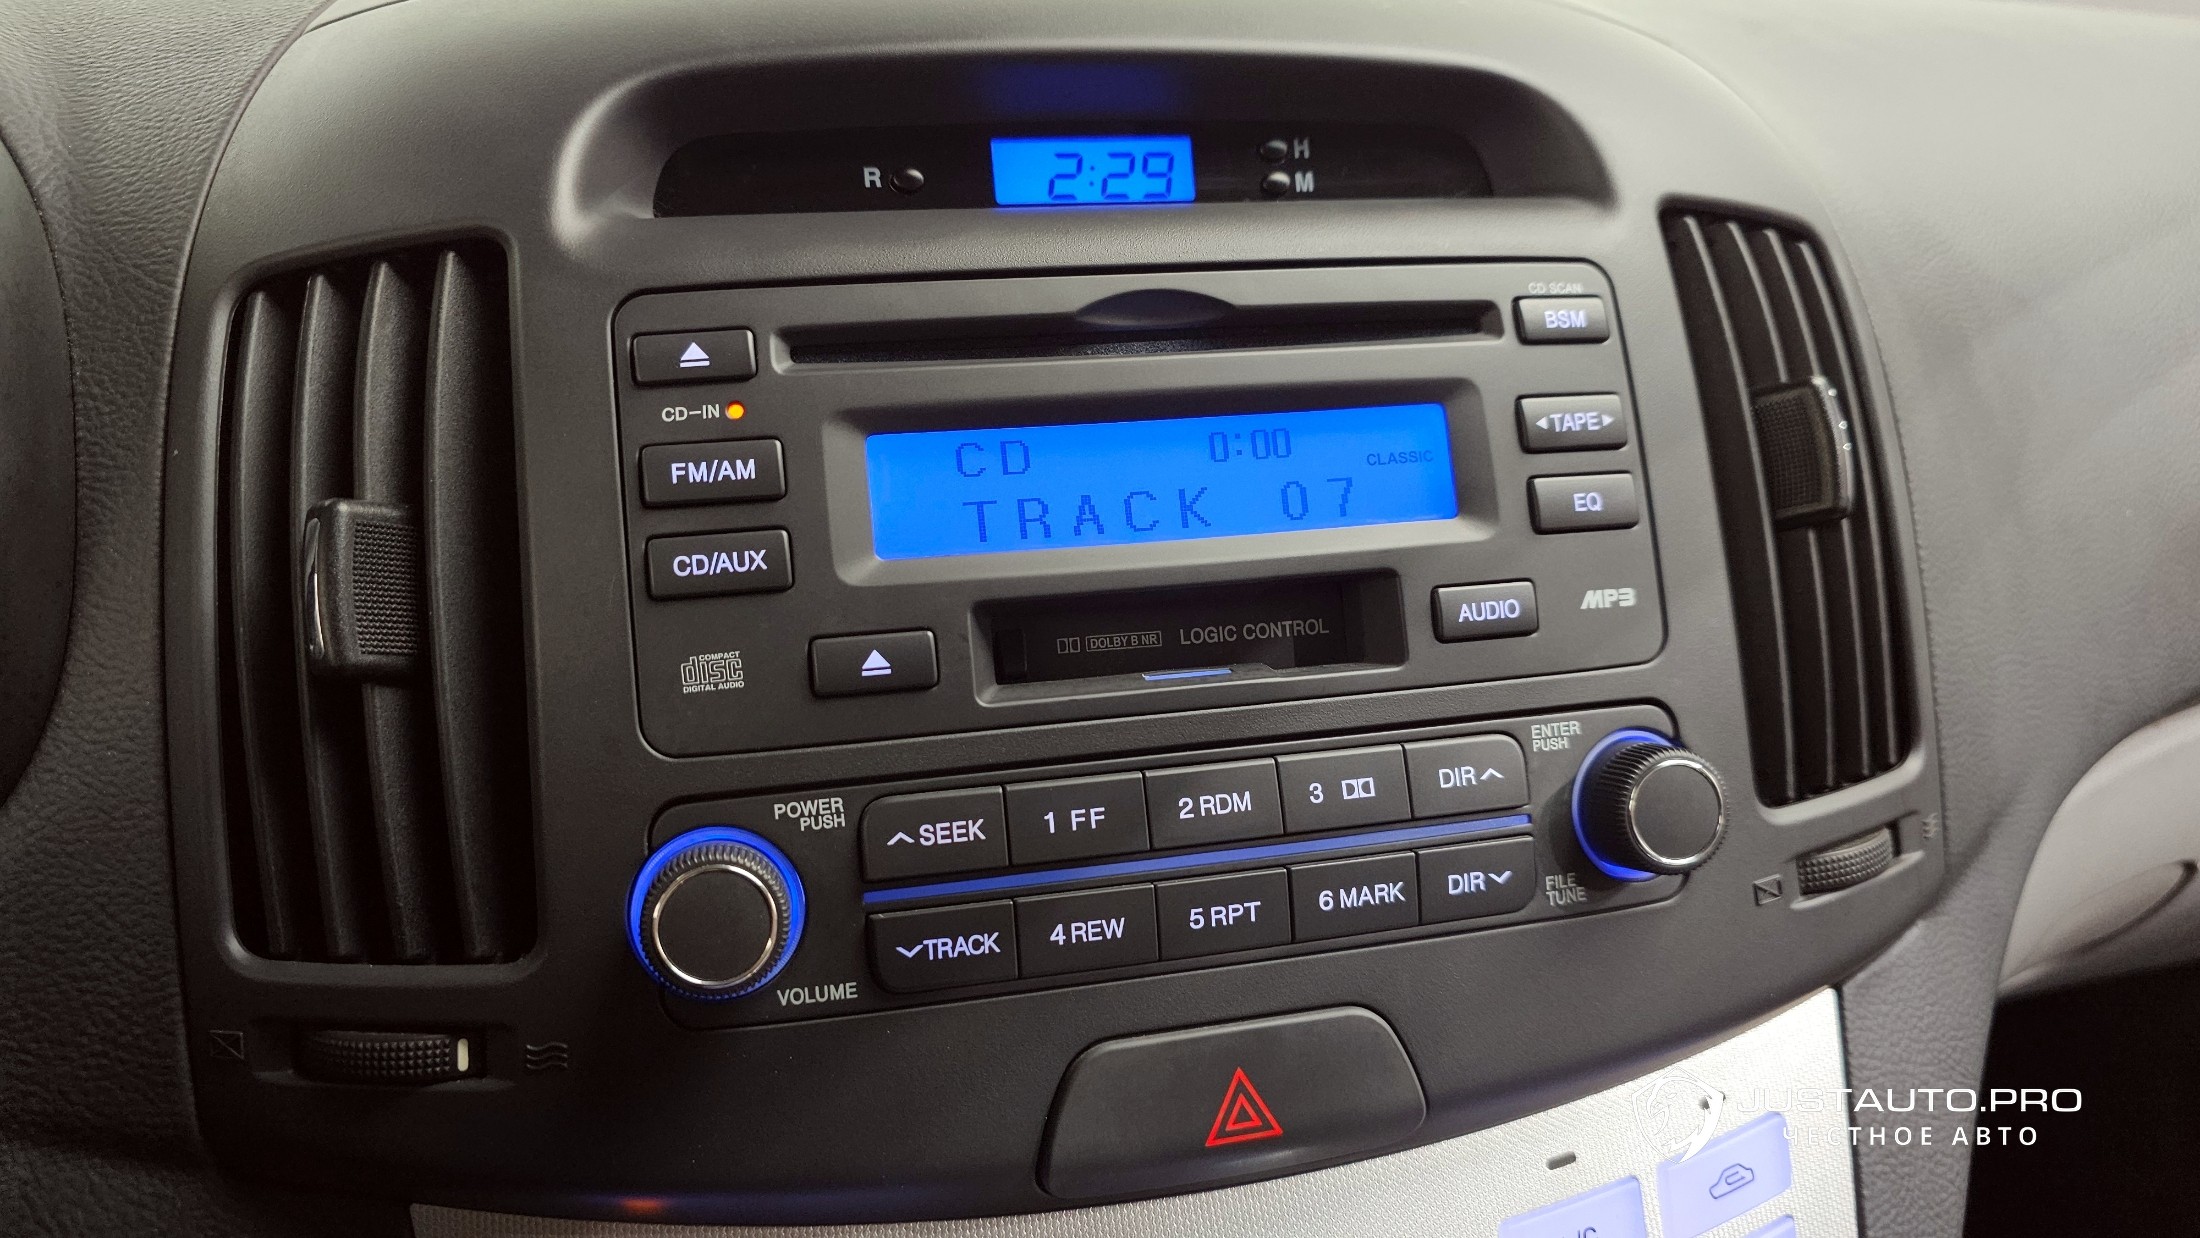 R
2:29
H
M
CD SCAN
BSM
CD-IN
FM/AM
CD/AUX
CD 0:00
CLASSIC
TRACK 07
◄TAPE►
EQ
AUDIO
MP3
COMPACT
disc
DIGITAL AUDIO
DOLBY B NR LOGIC CONTROL
POWER
PUSH
VOLUME
SEEK
1 FF
2 RDM
3
DIR
TRACK
4 REW
5 RPT
6 MARK
DIR
ENTER
PUSH
FILE
TUNE
JUSTAUTO.PRO
ЧЕСТНОЕ АВТО